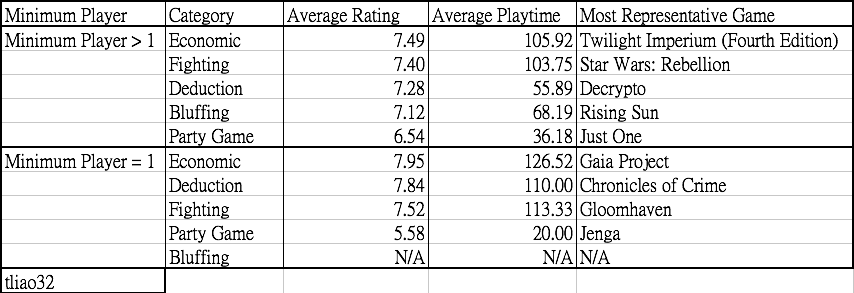 Minimum Player Category Average Rating Average Playtime Most Representative Game
Minimum Player > 1 Economic 7.49 105.92 Twilight Imperium (Fourth Edition)
Fighting 7.40 103.75 Star Wars: Rebellion
Deduction 7.28 55.89 Decrypto
Bluffing 7.12 68.19 Rising Sun
Party Game 6.54 36.18 Just One
Minimum Player = 1 Economic 7.95 126.52 Gaia Project
Deduction 7.84 110.00 Chronicles of Crime
Fighting 7.52 113.33 Gloomhaven
Party Game 5.58 20.00 Jenga
Bluffing N/A N/A N/A
tliao32